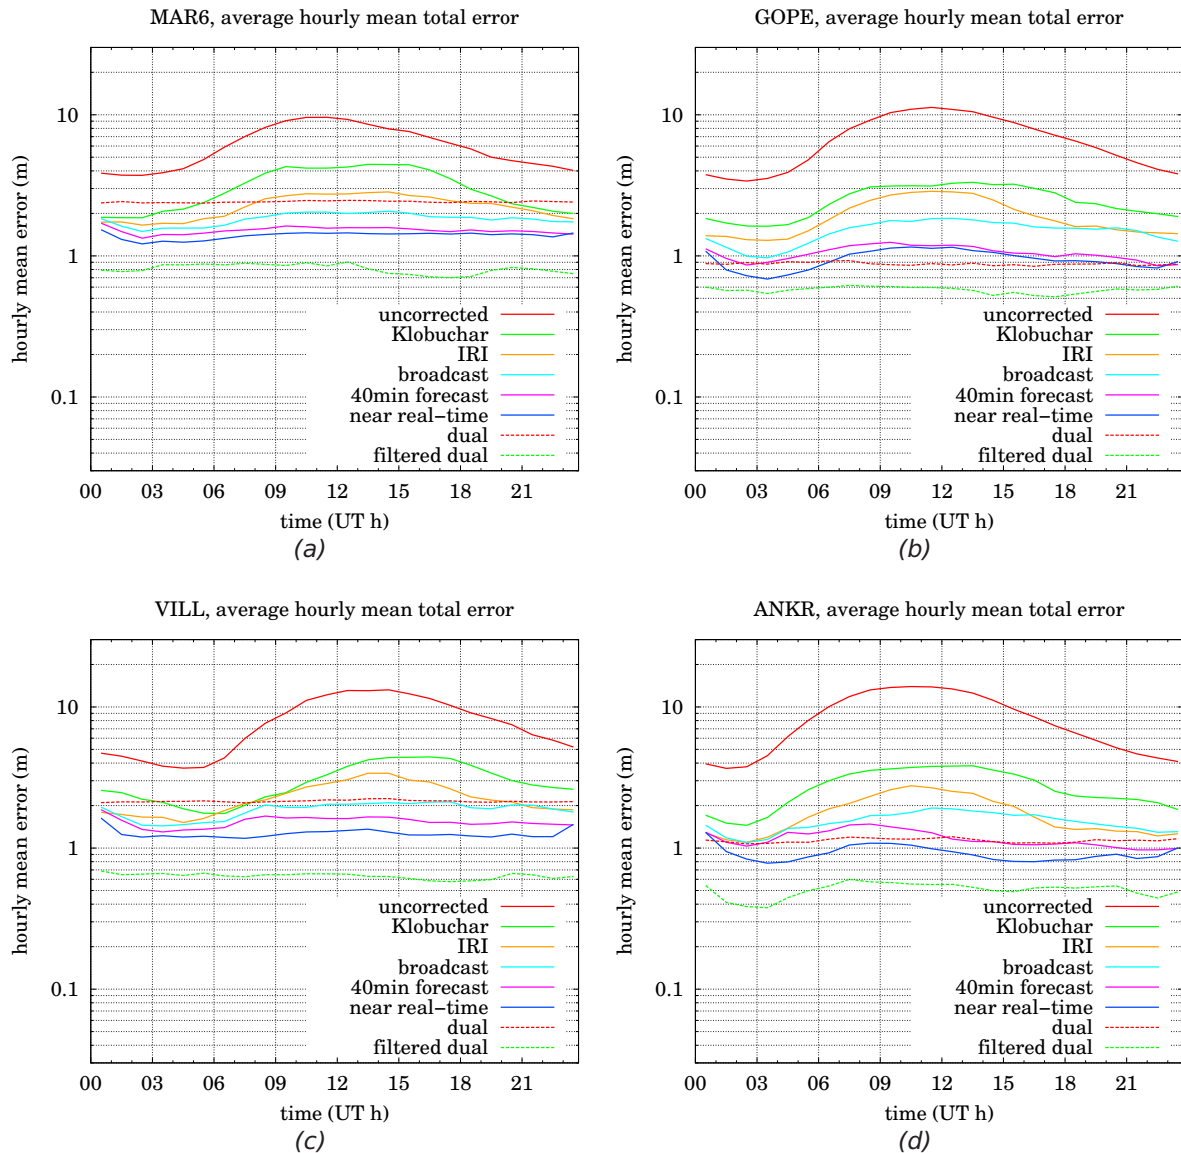 MAR6, average hourly mean total error
hourly mean error (m)
10
1
0.1
uncorrected
Klobuchar
IRI
broadcast
40min forecast
near real−time
dual
filtered dual
00 03 06 09 12 15 18 21
time (UT h)
(a)
GOPE, average hourly mean total error
hourly mean error (m)
10
1
0.1
uncorrected
Klobuchar
IRI
broadcast
40min forecast
near real−time
dual
filtered dual
00 03 06 09 12 15 18 21
time (UT h)
(b)
VILL, average hourly mean total error
hourly mean error (m)
10
1
0.1
uncorrected
Klobuchar
IRI
broadcast
40min forecast
near real−time
dual
filtered dual
00 03 06 09 12 15 18 21
time (UT h)
(c)
ANKR, average hourly mean total error
hourly mean error (m)
10
1
0.1
uncorrected
Klobuchar
IRI
broadcast
40min forecast
near real−time
dual
filtered dual
00 03 06 09 12 15 18 21
time (UT h)
(d)